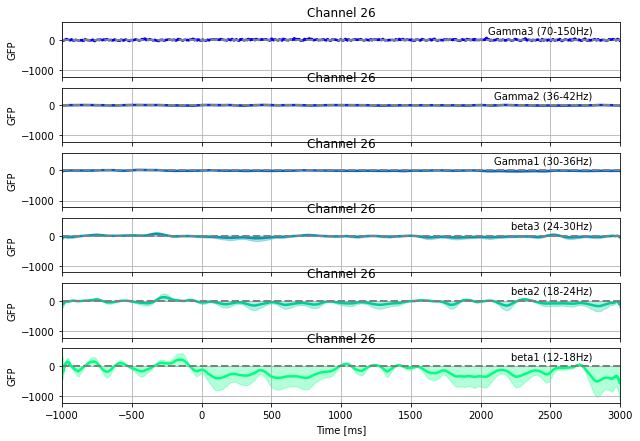 Channel 26
Gamma3 (70-150Hz)
GFP
0
−1000
Channel 26
Gamma2 (36-42Hz)
GFP
0
−1000
Channel 26
Gamma1 (30-36Hz)
GFP
0
−1000
Channel 26
beta3 (24-30Hz)
GFP
0
−1000
Channel 26
beta2 (18-24Hz)
GFP
0
−1000
Channel 26
beta1 (12-18Hz)
GFP
0
−1000
−1000 −500 0 500 1000 1500 2000 2500 3000
Time [ms]